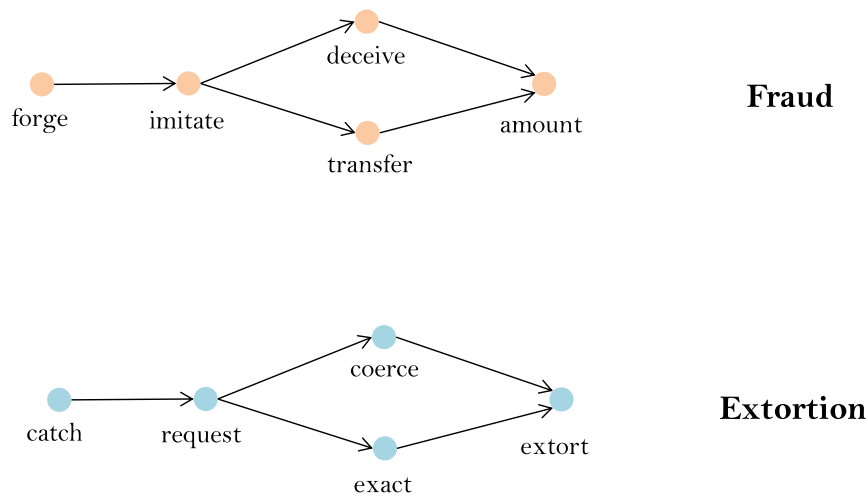 forge
imitate
deceive
transfer
amount
Fraud
catch
request
coerce
exact
extort
Extortion